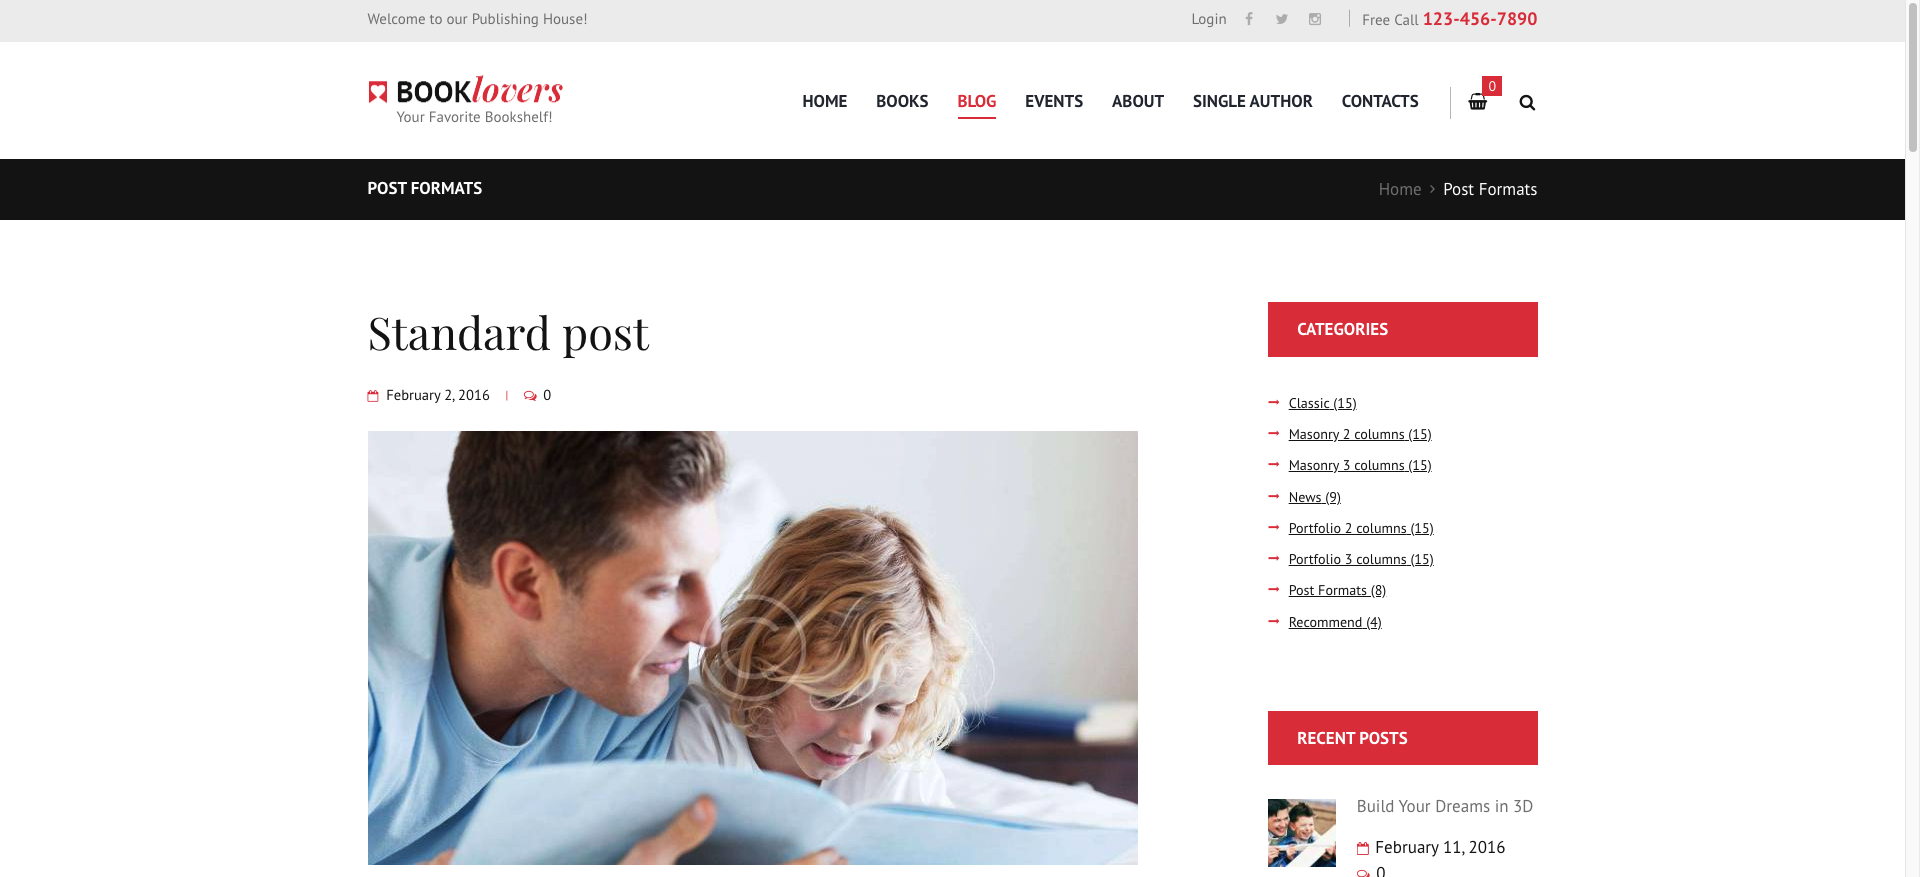 Welcome to our Publishing House!
Login
Free Call 123-456-7890
BOOKlovers
Your Favorite Bookshelf!
HOME BOOKS BLOG EVENTS ABOUT SINGLE AUTHOR CONTACTS
0
POST FORMATS
Home > Post Formats
Standard post
February 2, 2016 | 0
©
CATEGORIES
Classic (15)
Masonry 2 columns (15)
Masonry 3 columns (15)
News (9)
Portfolio 2 columns (15)
Portfolio 3 columns (15)
Post Formats (8)
Recommend (4)
RECENT POSTS
Build Your Dreams in 3D
February 11, 2016
0